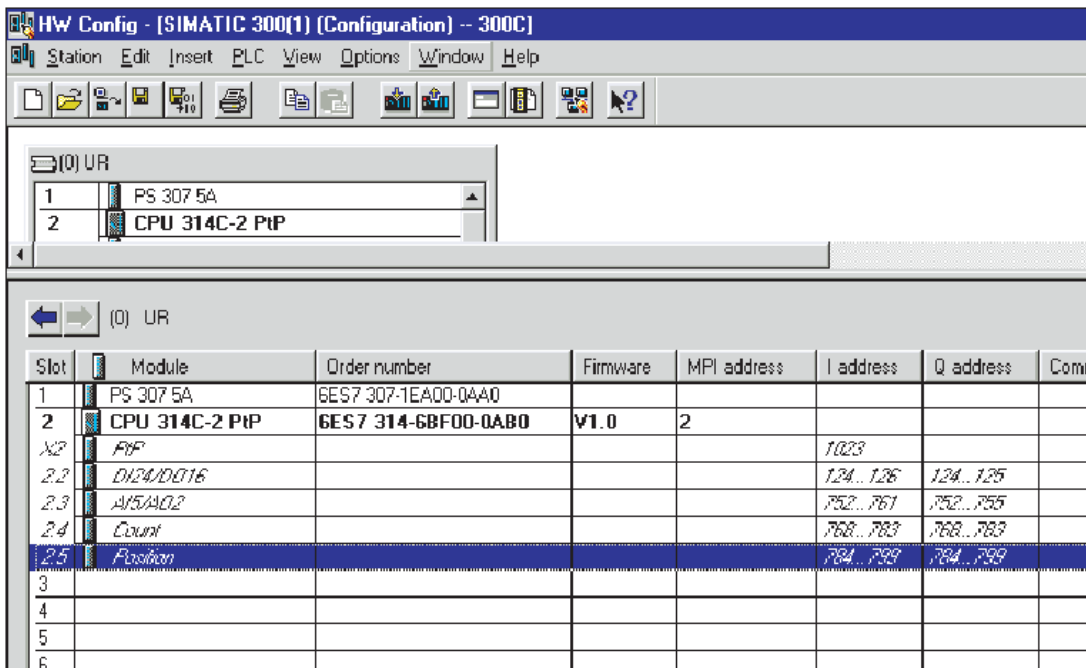 HW Config - [SIMATIC 300(1) (Configuration) -- 300C]
Station Edit Insert PLC View Options Window Help
(0) UR
1 PS 307 5A
2 CPU 314C-2 PtP
(0) UR
Slot Module Order number Firmware MPI address I address Q address
1 PS 307 5A 6ES7 307-1EA00-0AA0
2 CPU 314C-2 PtP 6ES7 314-6BF00-0AB0 V1.0 2
X2 PtP 1023
2.2 DI24/DO16 124...126 124...125
2.3 AI5/AO2 752...761 752...755
2.4 Count 768...783 768...783
2.5 Position 784...799 784...799
3
4
5
6